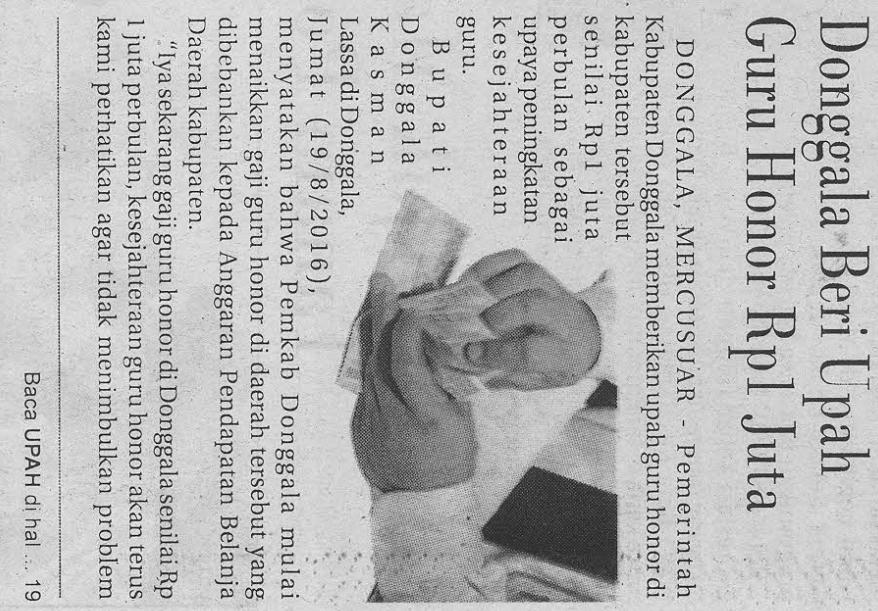 Donggala Beri Upah
Guru Honor Rp1 Juta
DONGGALA, MERCUSUAR - Pemerintah
Kabupaten Donggala memberikan upah guru honor di
kabupaten tersebut
senilai Rp1 juta
perbulan sebagai
upaya peningkatan
kesejahteraan
guru.
Bupati
Donggala
Kasman
Lassa di Donggala,
Jumat (19/8/2016),
menyatakan bahwa Pemkab Donggala mulai
menaikkan gaji guru honor di daerah tersebut yang
dibebankan kepada Anggaran Pendapatan Belanja
Daerah kabupaten.
"Iya sekarang gaji guru honor di Donggala senilai Rp
1 juta perbulan, kesejahteraan guru honor akan terus
kami perhatikan agar tidak menimbulkan problem
Baca UPAH di hal ... 19